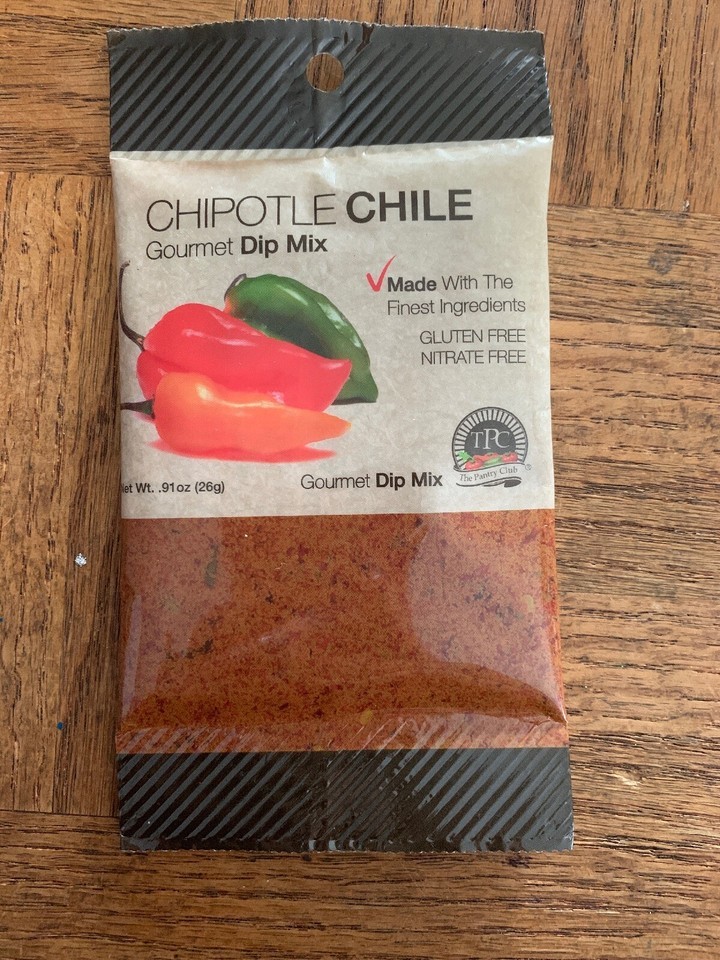 CHIPOTLE CHILE
Gourmet Dip Mix
Made With The
Finest Ingredients
GLUTEN FREE
NITRATE FREE
TPC
The Pantry Club
Net Wt. .91oz (26g)
Gourmet Dip Mix